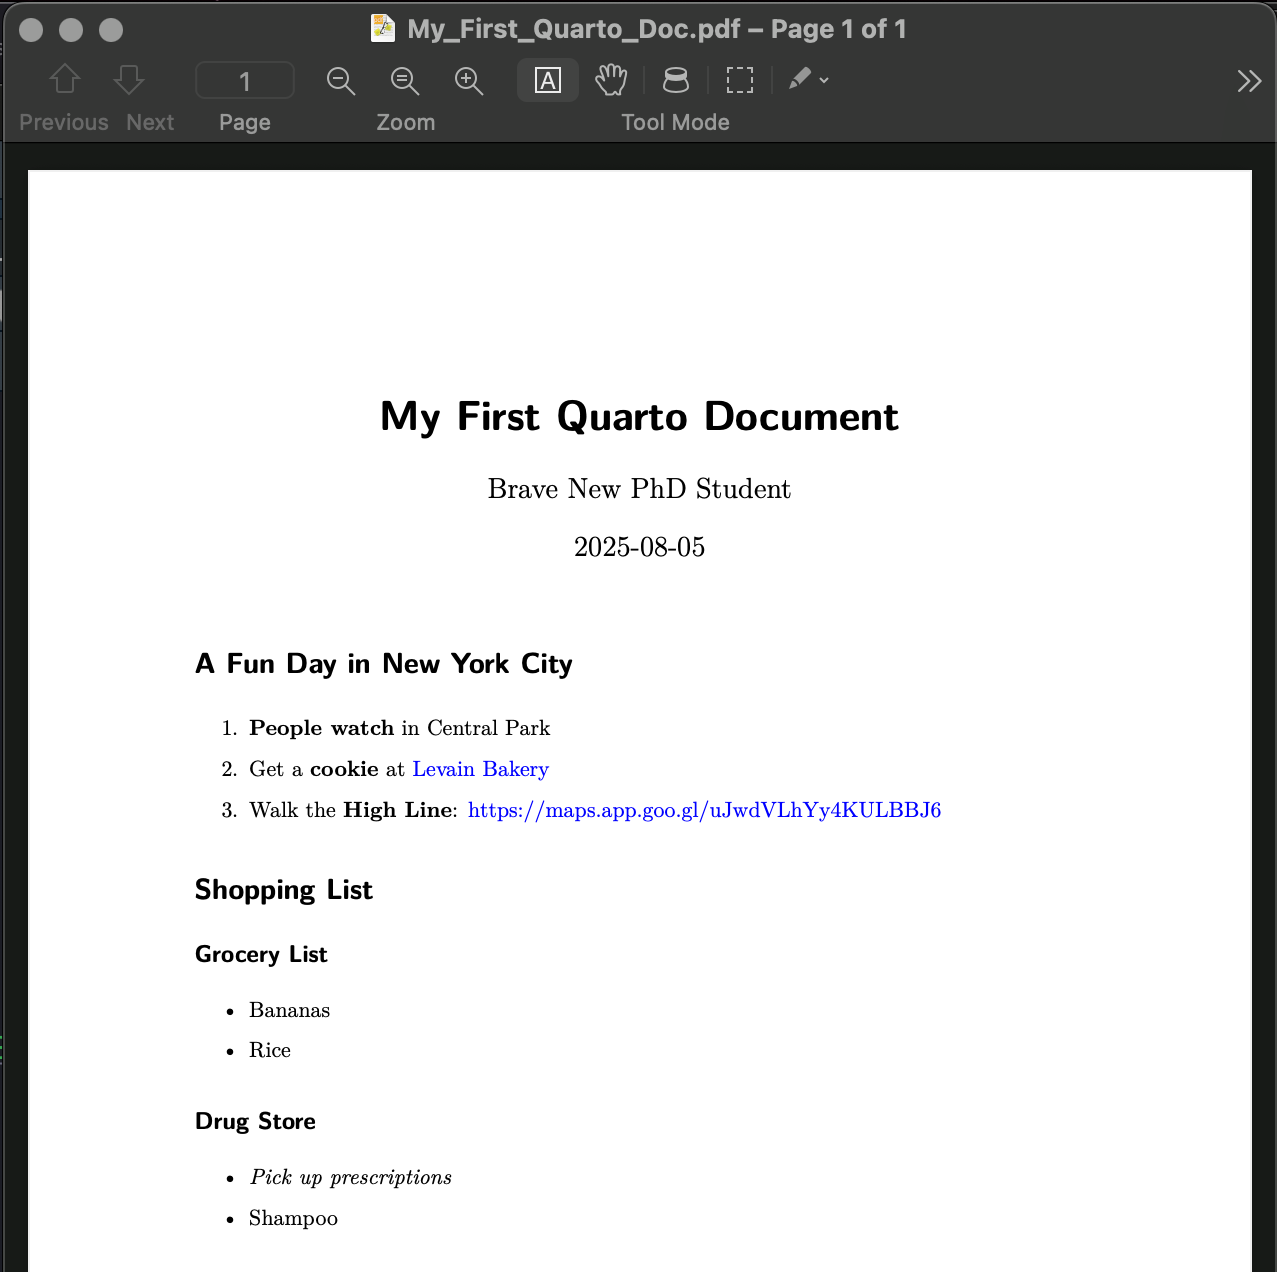 My_First_Quarto_Doc.pdf – Page 1 of 1
1
A
Previous Next Page Zoom Tool Mode
My First Quarto Document
Brave New PhD Student
2025-08-05
A Fun Day in New York City
1. People watch in Central Park
2. Get a cookie at Levain Bakery
3. Walk the High Line: https://maps.app.goo.gl/uJwdVLhYy4KULBBJ6
Shopping List
Grocery List
• Bananas
• Rice
Drug Store
• Pick up prescriptions
• Shampoo